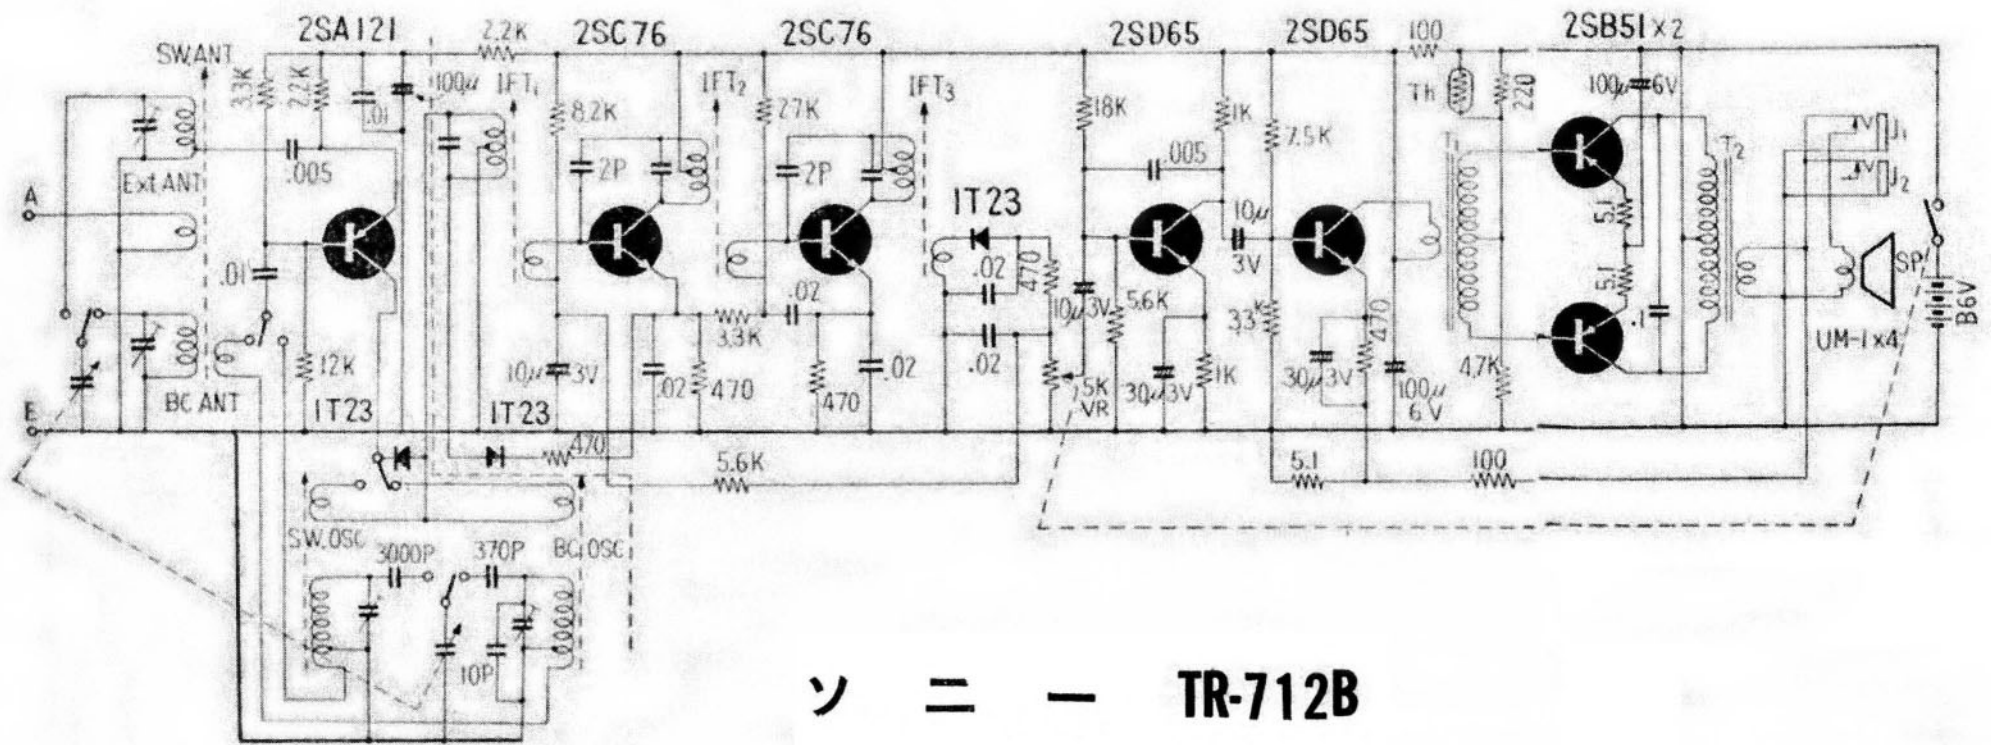 2SA121
2.2K
2SC76
2SC76
2SD65
2SD65
100
2SB51×2
SW.ANT
3.3K
2.2K
.01
100μ
IFT₁
8.2K
IFT₂
27K
IFT₃
18K
1K
7.5K
Th
220
100μ
6V
.005
2P
2P
.005
T₁
T₂
J₁
J₂
Ext ANT
A
1T23
10μ
3V
5.1
5.1
SP
B6V
.01
.02
.02
470
10μ
3V
5.6K
3.3K
.02
33K
470
.1
UM-1×4
12K
10μ
3V
.02
470
470
.02
5K
VR
30μ
3V
1K
30μ
3V
100μ
6V
4.7K
BC ANT
E
1T23
1T23
470
5.6K
5.1
100
SW.OSC
3000P
370P
BC.OSC
10P
ソニー TR-712B